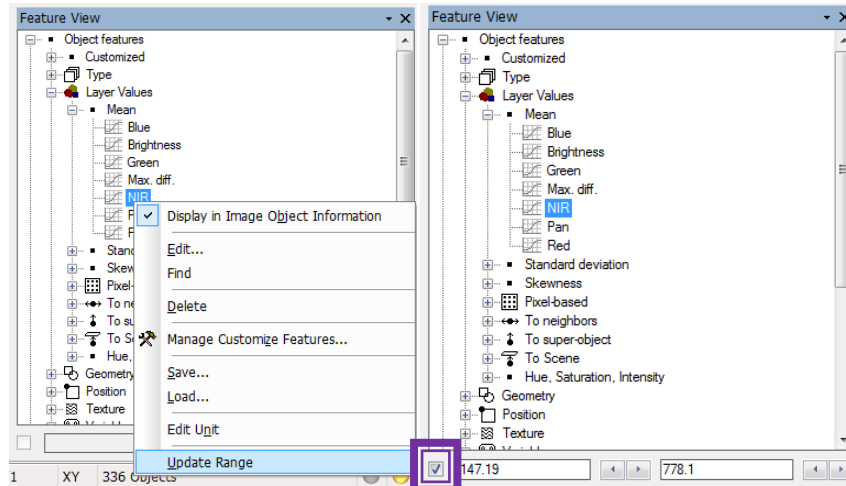 Feature View
Object features
Customized
Type
Layer Values
Mean
Blue
Brightness
Green
Max. diff.
NIR
Display in Image Object Information
Edit...
Find
Delete
Manage Customize Features...
Save...
Load...
Edit Unit
Update Range
Geometry
Position
Texture
1 XY 336 Objects
Feature View
Object features
Customized
Type
Layer Values
Mean
Blue
Brightness
Green
Max. diff.
NIR
Pan
Red
Standard deviation
Skewness
Pixel-based
To neighbors
To super-object
To Scene
Hue, Saturation, Intensity
Geometry
Position
Texture
147.19 778.1